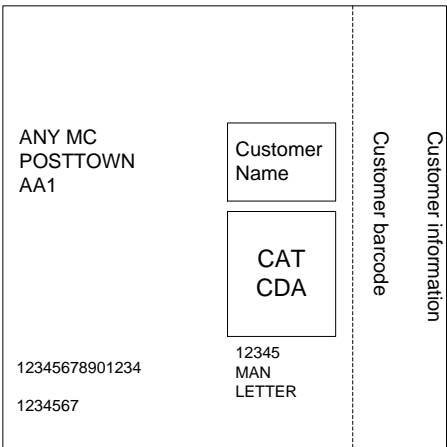 ANY MC
POSTTOWN
AA1
Customer
Name
CAT
CDA
12345678901234
1234567
12345
MAN
LETTER
Customer barcode
Customer information